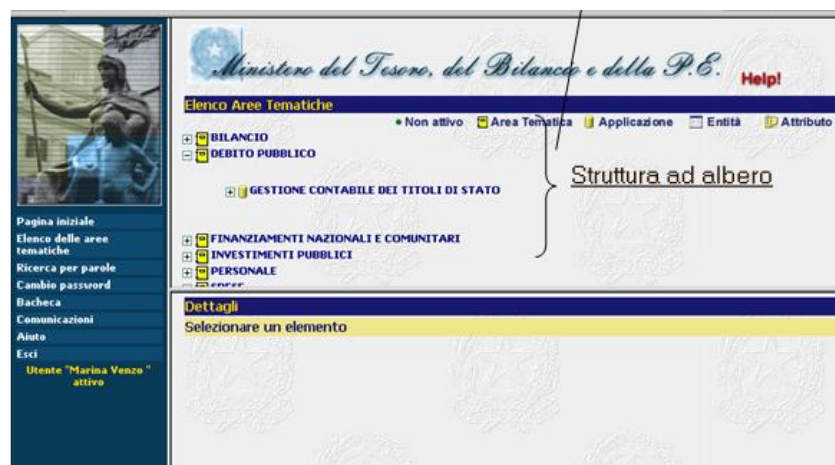 Ministero del Tesoro, del Bilancio e della P.E.
Help!
Elenco Aree Tematiche
Non attivo Area Tematica Applicazione Entità Attributo
BILANCIO
DEBITO PUBBLICO
GESTIONE CONTABILE DEI TITOLI DI STATO
FINANZIAMENTI NAZIONALI E COMUNITARI
INVESTIMENTI PUBBLICI
PERSONALE
SPESE
Struttura ad albero
Pagina iniziale
Elenco delle aree
tematiche
Ricerca per parole
Cambio password
Bacheca
Comunicazioni
Aiuto
Esci
Utente "Marina Venzo "
attivo
Dettagli
Selezionare un elemento